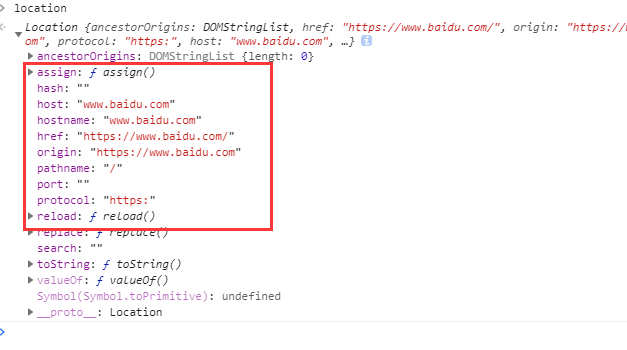 > location
Location {ancestorOrigins: DOMStringList, href: "https://www.baidu.com/", origin: "https://w
om", protocol: "https:", host: "www.baidu.com", …} i
ancestorOrigins: DOMStringList {length: 0}
assign: ƒ assign()
hash: ""
host: "www.baidu.com"
hostname: "www.baidu.com"
href: "https://www.baidu.com/"
origin: "https://www.baidu.com"
pathname: "/"
port: ""
protocol: "https:"
reload: ƒ reload()
replace: ƒ replace()
search: ""
toString: ƒ toString()
valueOf: ƒ valueOf()
Symbol(Symbol.toPrimitive): undefined
__proto__: Location
>